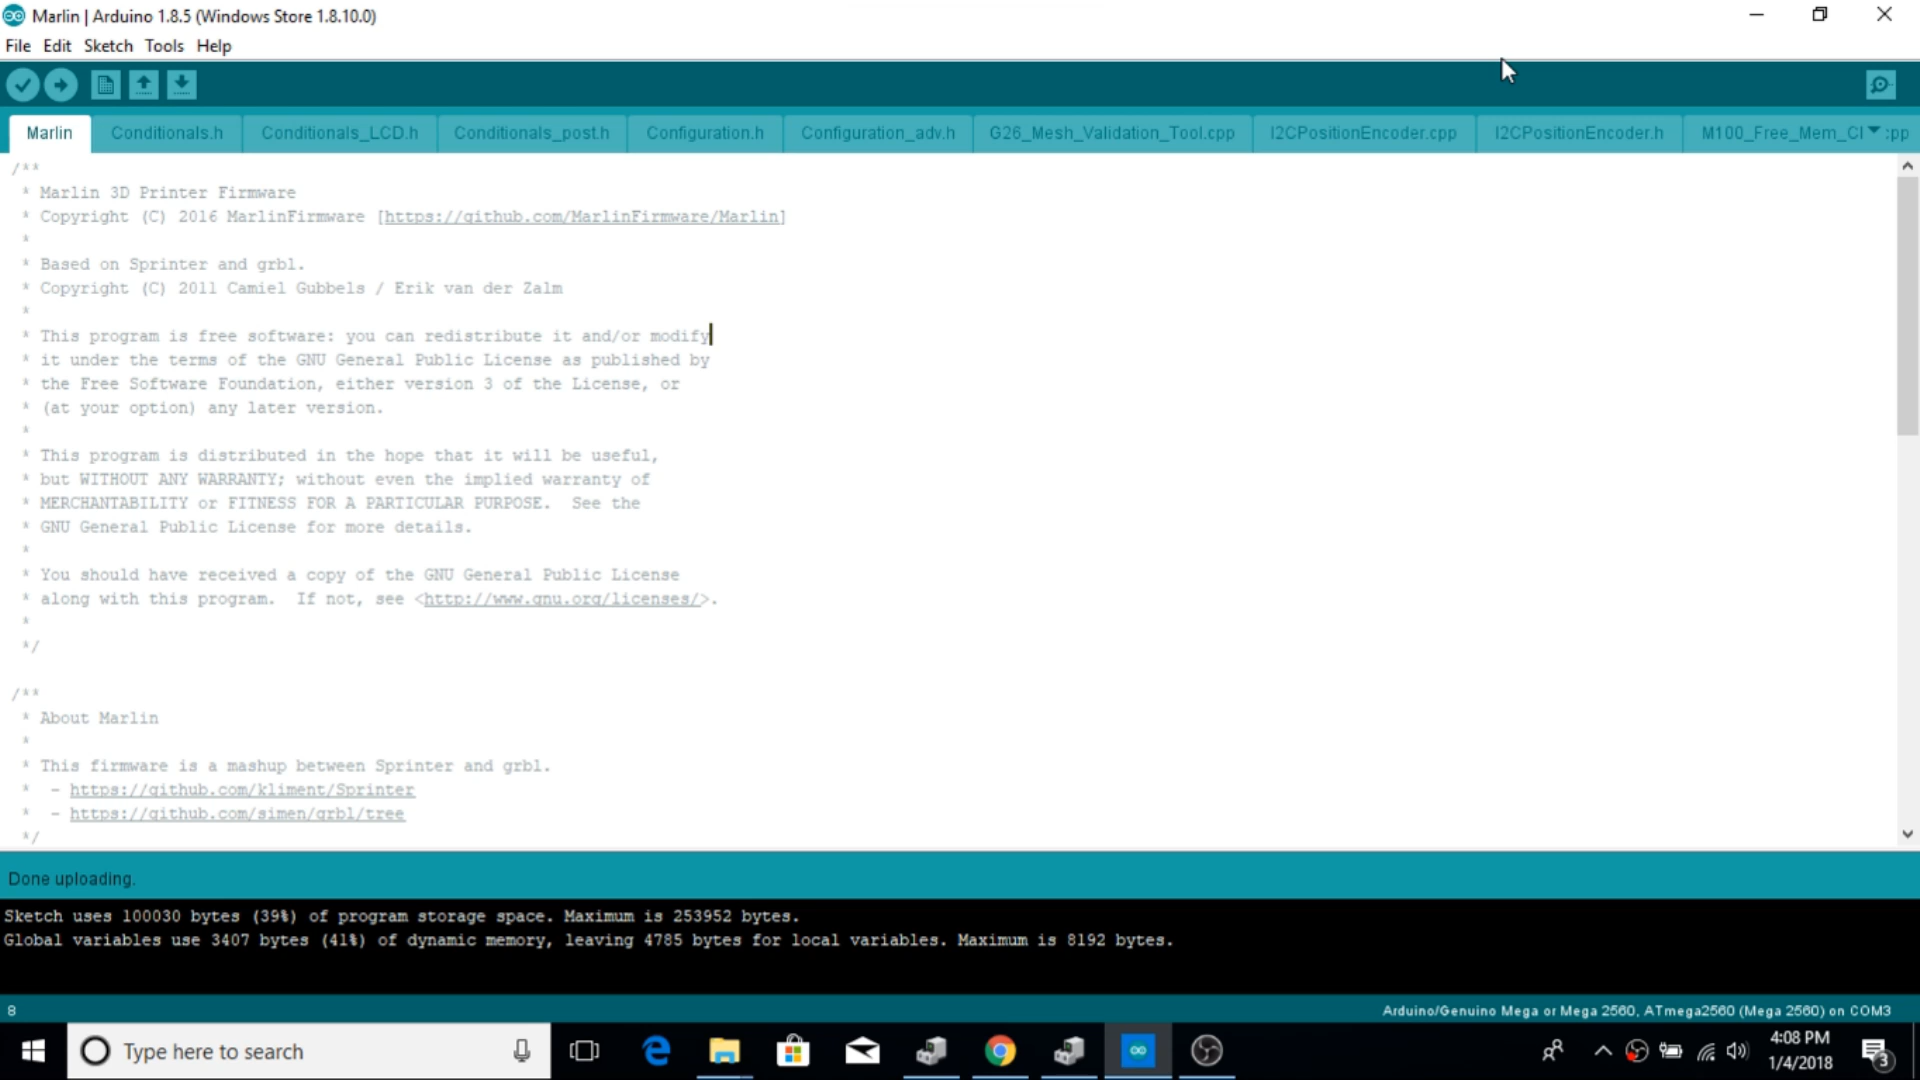 Marlin | Arduino 1.8.5 (Windows Store 1.8.10.0)
File Edit Sketch Tools Help
Marlin Conditionals.h Conditionals_LCD.h Conditionals_post.h Configuration.h Configuration_adv.h G26_Mesh_Validation_Tool.cpp I2CPositionEncoder.cpp I2CPositionEncoder.h M100_Free_Mem_Cl :pp
/**
* Marlin 3D Printer Firmware
* Copyright (C) 2016 MarlinFirmware [https://github.com/MarlinFirmware/Marlin]
*
* Based on Sprinter and grbl.
* Copyright (C) 2011 Camiel Gubbels / Erik van der Zalm
*
* This program is free software: you can redistribute it and/or modify
* it under the terms of the GNU General Public License as published by
* the Free Software Foundation, either version 3 of the License, or
* (at your option) any later version.
*
* This program is distributed in the hope that it will be useful,
* but WITHOUT ANY WARRANTY; without even the implied warranty of
* MERCHANTABILITY or FITNESS FOR A PARTICULAR PURPOSE.  See the
* GNU General Public License for more details.
*
* You should have received a copy of the GNU General Public License
* along with this program.  If not, see <http://www.gnu.org/licenses/>.
*
*/
/**
* About Marlin
*
* This firmware is a mashup between Sprinter and grbl.
*  - https://github.com/kliment/Sprinter
*  - https://github.com/simen/grbl/tree
*/
Done uploading.
Sketch uses 100030 bytes (39%) of program storage space. Maximum is 253952 bytes.
Global variables use 3407 bytes (41%) of dynamic memory, leaving 4785 bytes for local variables. Maximum is 8192 bytes.
8 Arduino/Genuino Mega or Mega 2560, ATmega2560 (Mega 2560) on COM3
Type here to search
4:08 PM
1/4/2018
3